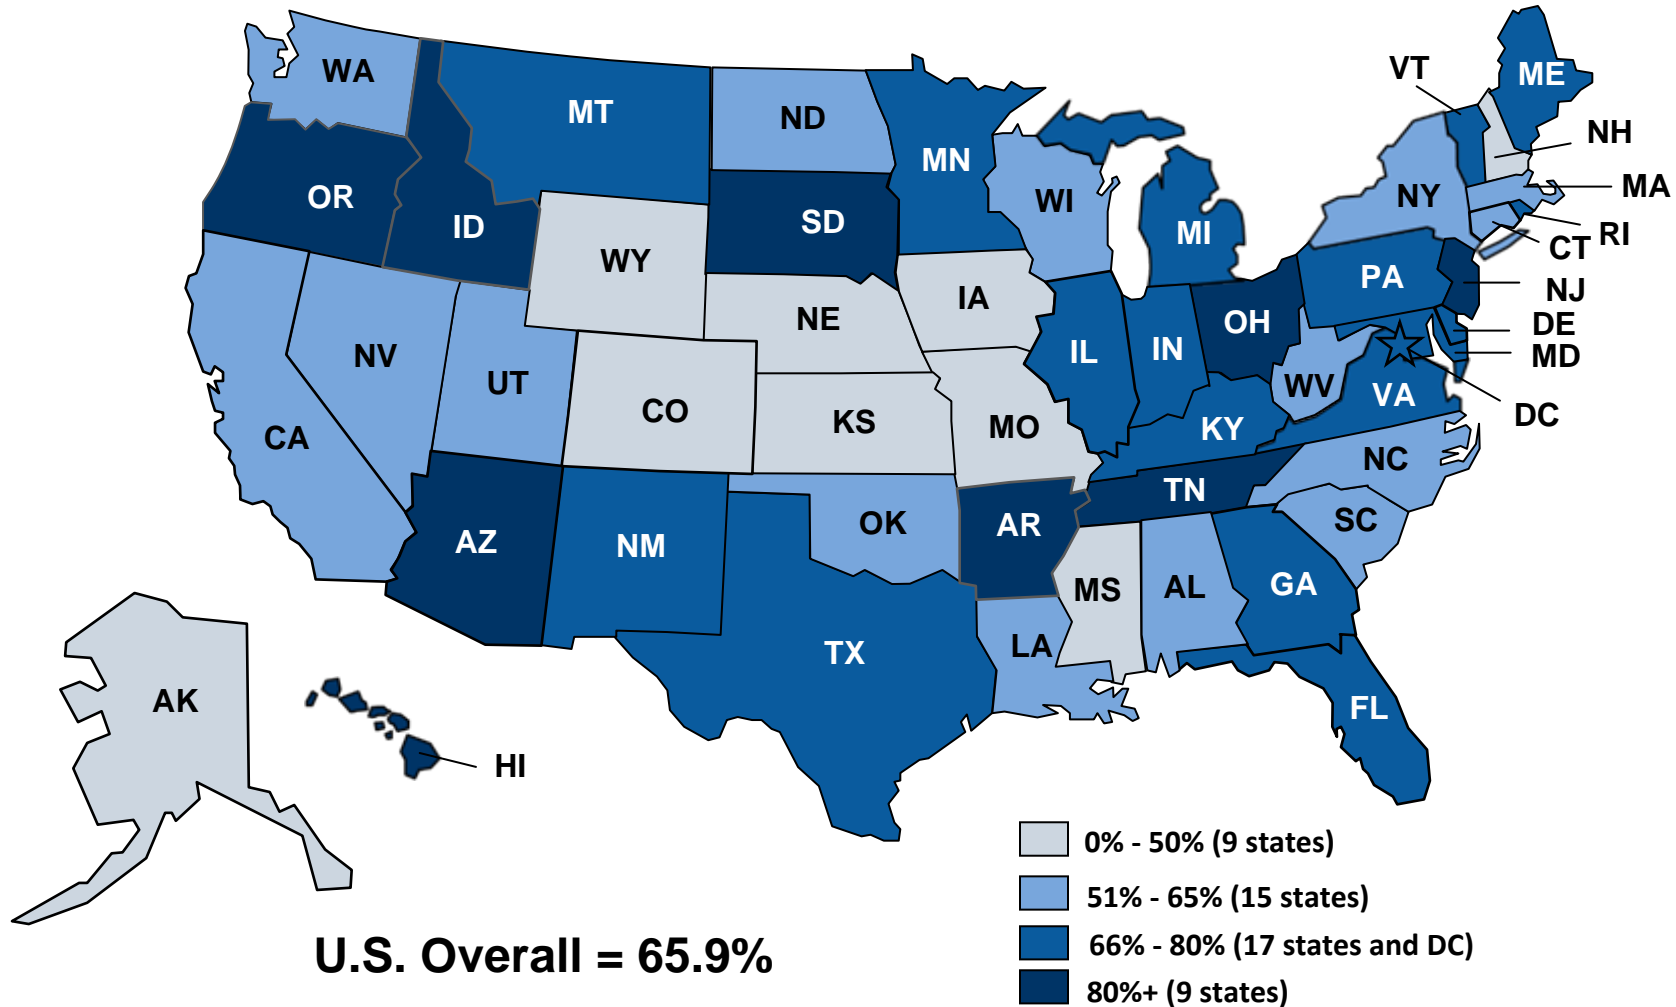 VT
ME
WA
MT
ND
MN
NH
OR
ID
SD
WI
NY
MA
MI
RI
CT
WY
PA
NJ
IA
NE
OH
DE
IL
IN
MD
NV
UT
WV
VA
CO
KS
DC
CA
MO
KY
NC
TN
OK
AR
SC
AZ
NM
MS
AL
GA
LA
TX
AK
FL
HI
0% - 50% (9 states)
51% - 65% (15 states)
66% - 80% (17 states and DC)
80%+ (9 states)
U.S. Overall = 65.9%